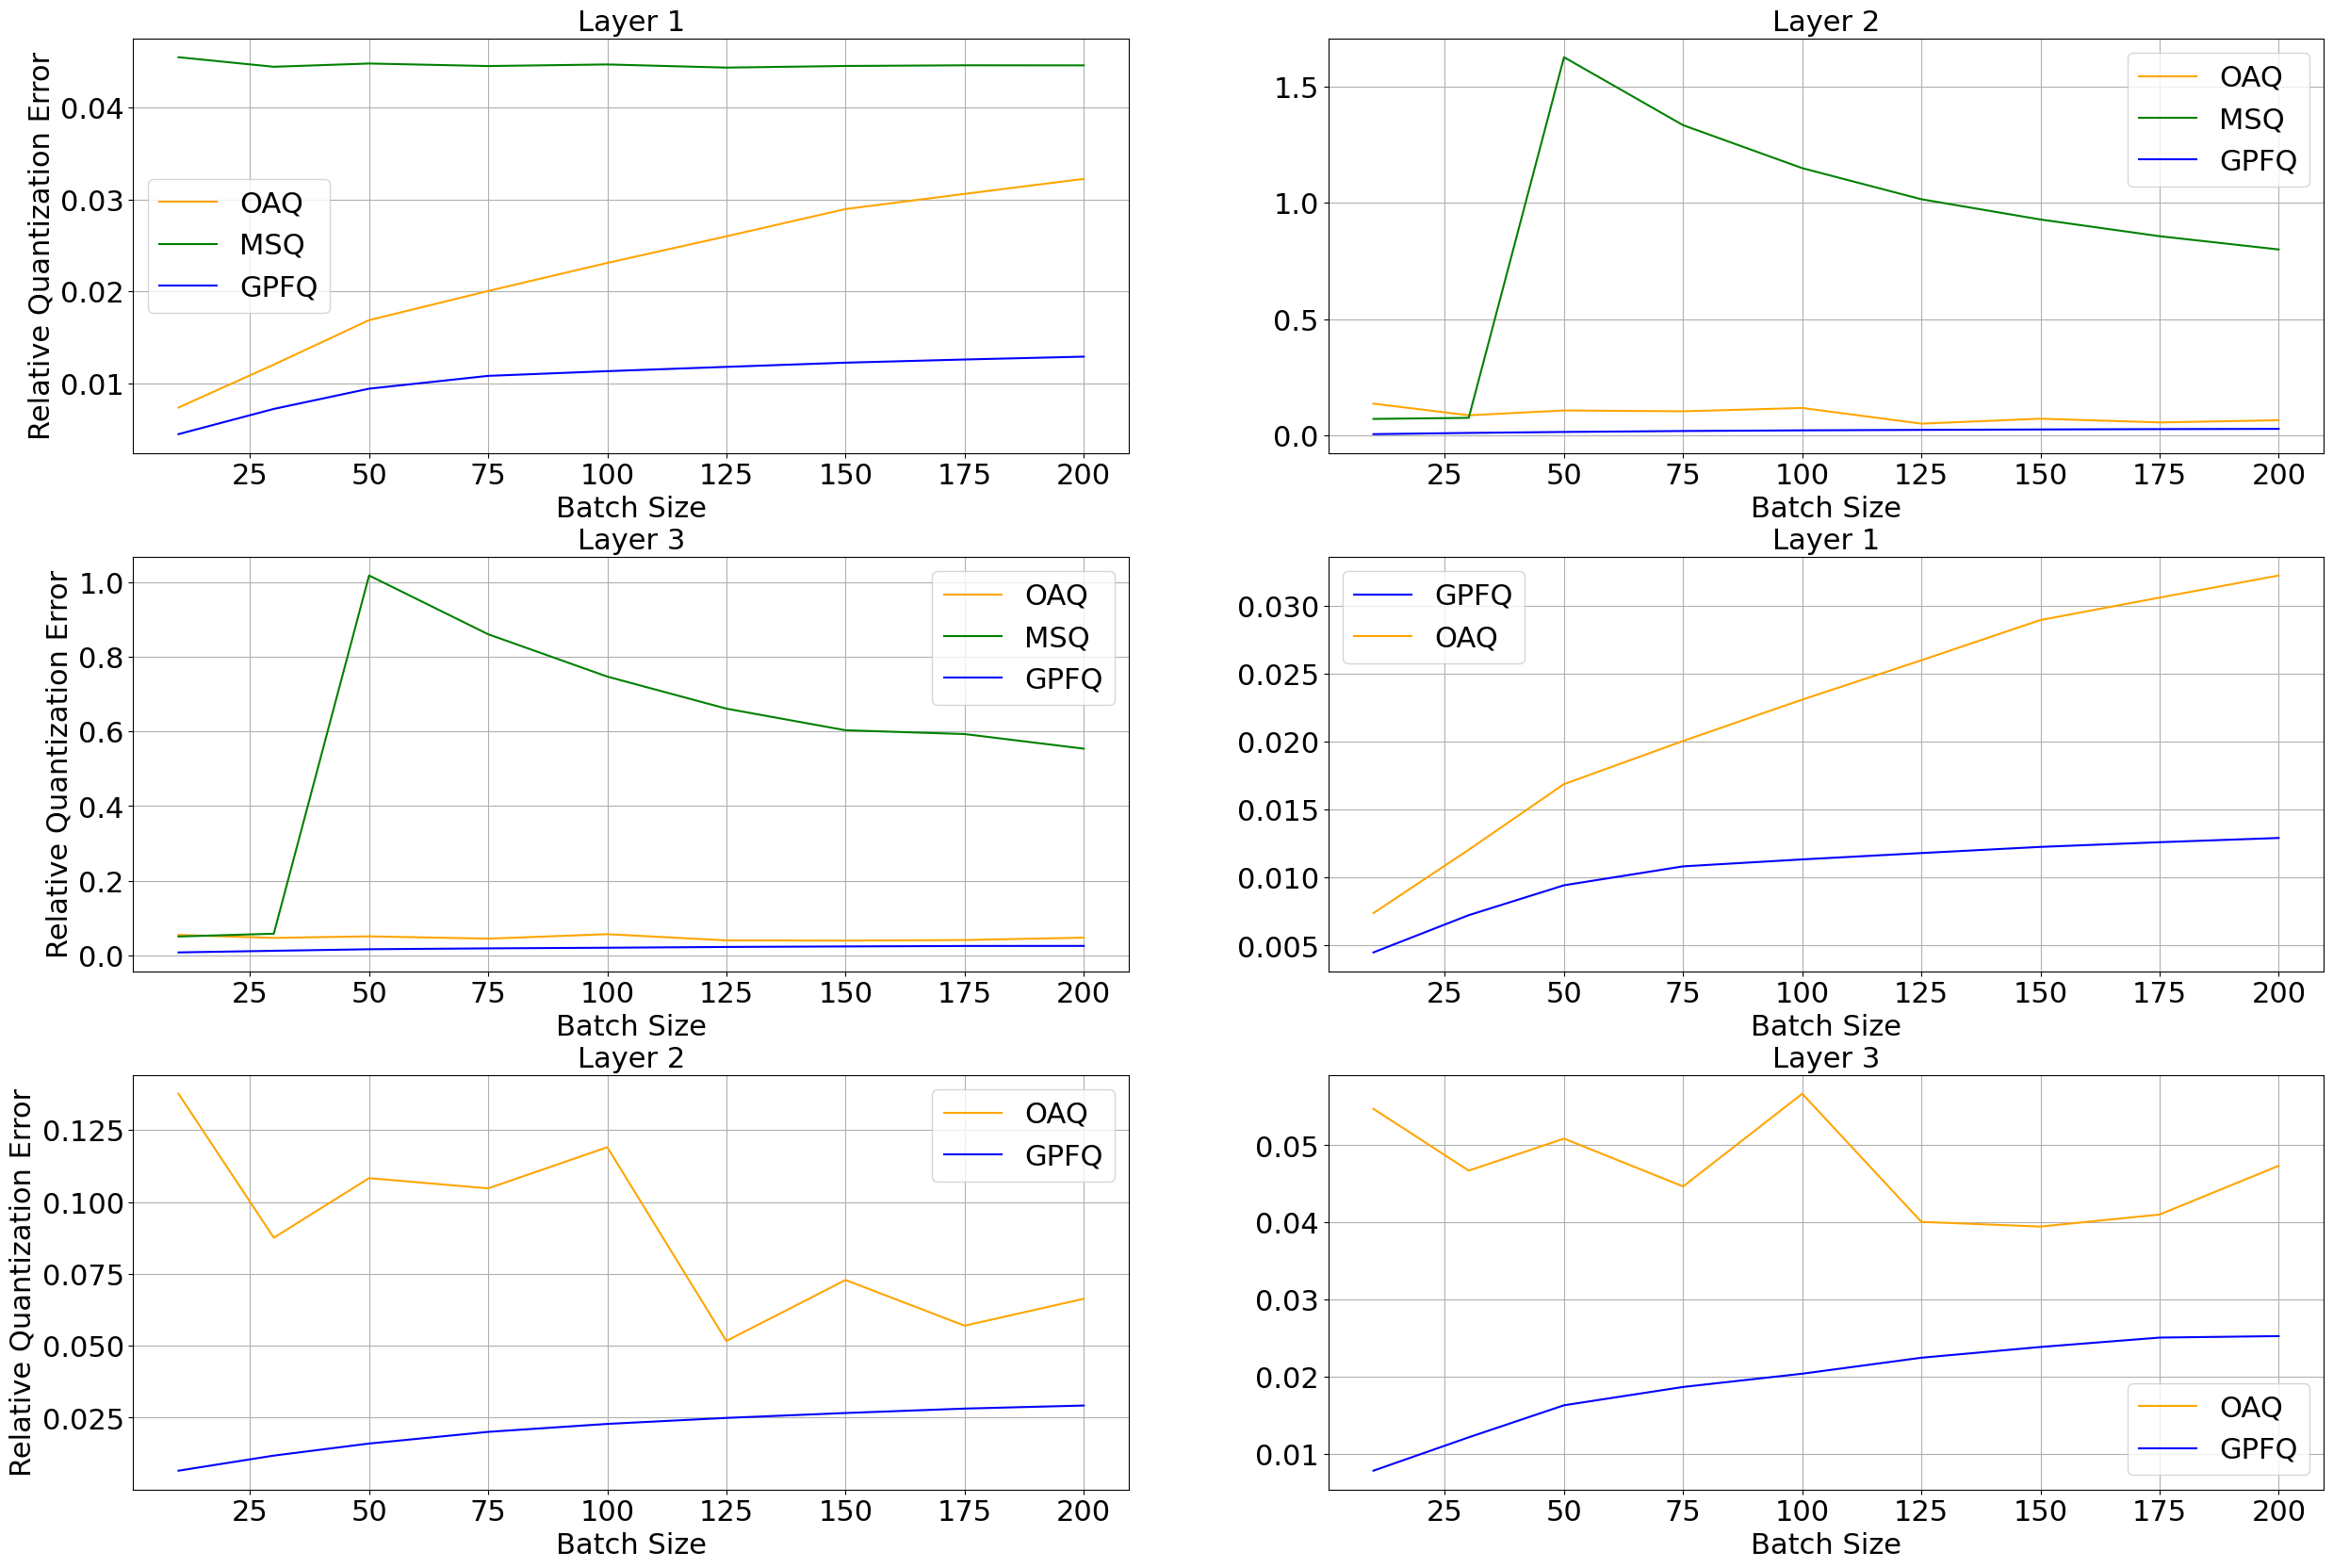 Layer 1
Relative Quantization Error
0.04
0.03
0.02
0.01
OAQ
MSQ
GPFQ
25 50 75 100 125 150 175 200
Batch Size
Layer 2
1.5
1.0
0.5
0.0
OAQ
MSQ
GPFQ
25 50 75 100 125 150 175 200
Batch Size
Layer 3
Relative Quantization Error
1.0
0.8
0.6
0.4
0.2
0.0
OAQ
MSQ
GPFQ
25 50 75 100 125 150 175 200
Batch Size
Layer 1
0.030
0.025
0.020
0.015
0.010
0.005
GPFQ
OAQ
25 50 75 100 125 150 175 200
Batch Size
Layer 2
Relative Quantization Error
0.125
0.100
0.075
0.050
0.025
OAQ
GPFQ
25 50 75 100 125 150 175 200
Batch Size
Layer 3
0.05
0.04
0.03
0.02
0.01
OAQ
GPFQ
25 50 75 100 125 150 175 200
Batch Size